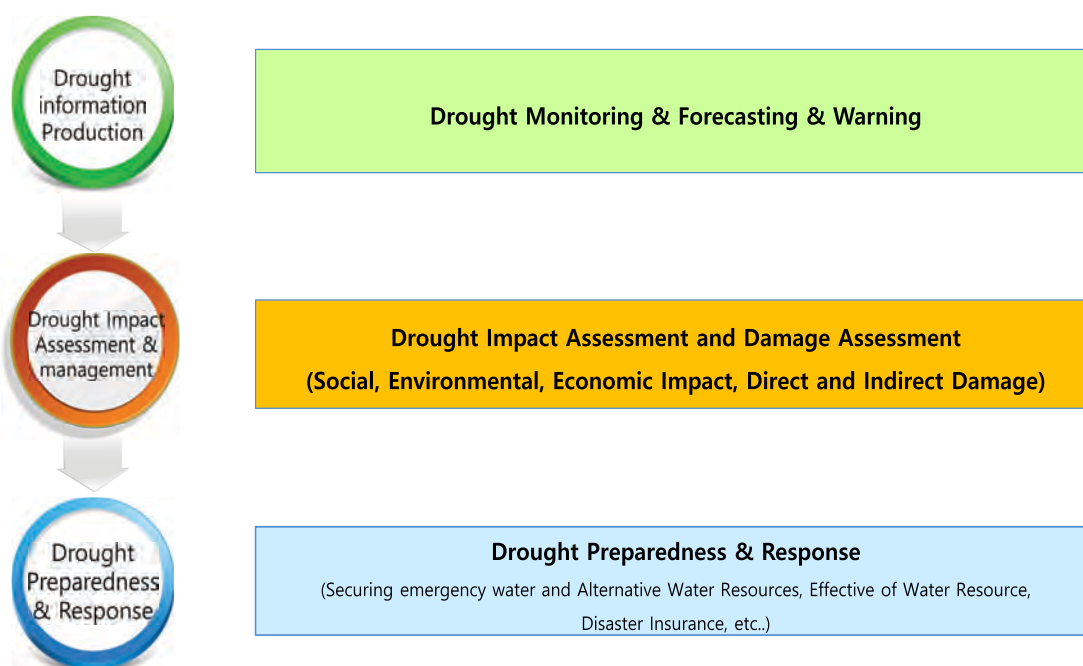 Drought
information
Production
Drought Monitoring & Forecasting & Warning
Drought Impact
Assessment &
management
Drought Impact Assessment and Damage Assessment
(Social, Environmental, Economic Impact, Direct and Indirect Damage)
Drought
Preparedness
& Response
Drought Preparedness & Response
(Securing emergency water and Alternative Water Resources, Effective of Water Resource,
Disaster Insurance, etc..)